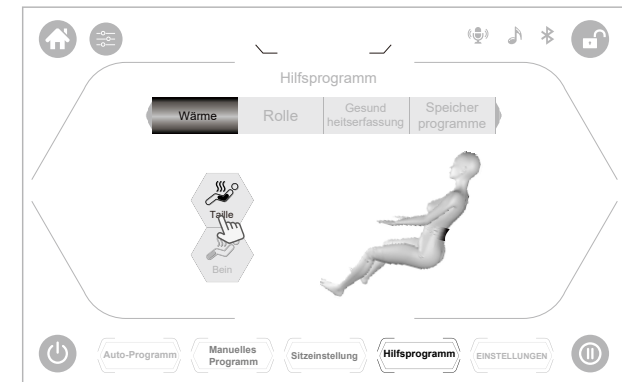 Hilfsprogramm
Wärme
Rolle
Gesund
heitserfassung
Speicher
programme
Taille
Bein
Auto-Programm
Manuelles
Programm
Sitzeinstellung
Hilfsprogramm
EINSTELLUNGEN